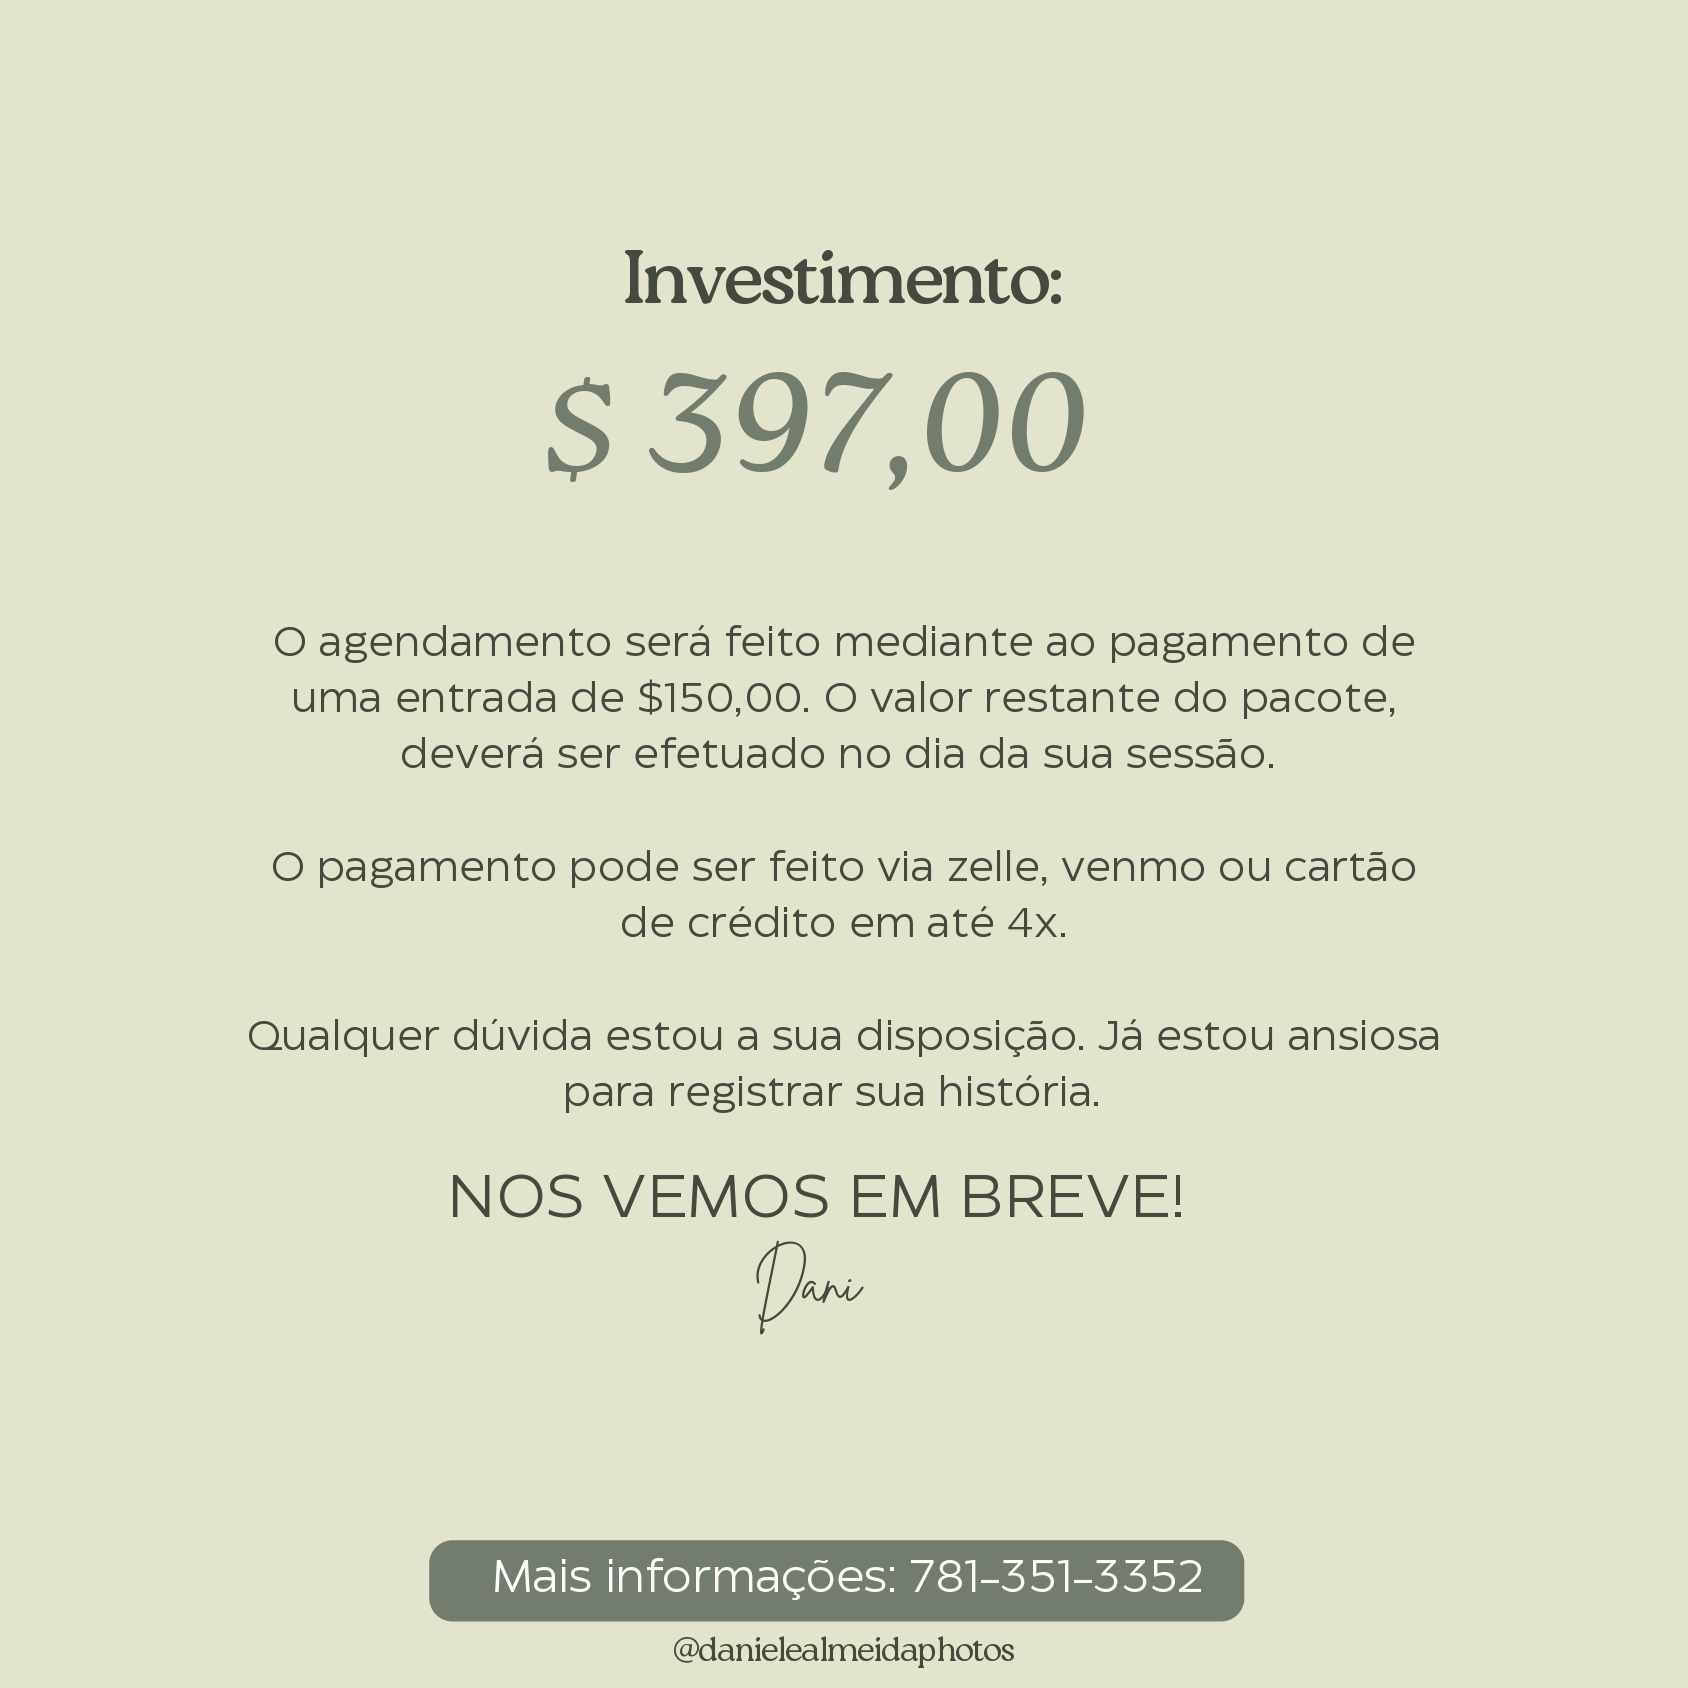 Investimento:
$ 397,00
O agendamento será feito mediante ao pagamento de
uma entrada de $150,00. O valor restante do pacote,
deverá ser efetuado no dia da sua sessão.
O pagamento pode ser feito via zelle, venmo ou cartão
de crédito em até 4x.
Qualquer dúvida estou a sua disposição. Já estou ansiosa
para registrar sua história.
NOS VEMOS EM BREVE!
Dani
Mais informações: 781-351-3352
@danielealmeidaphotos